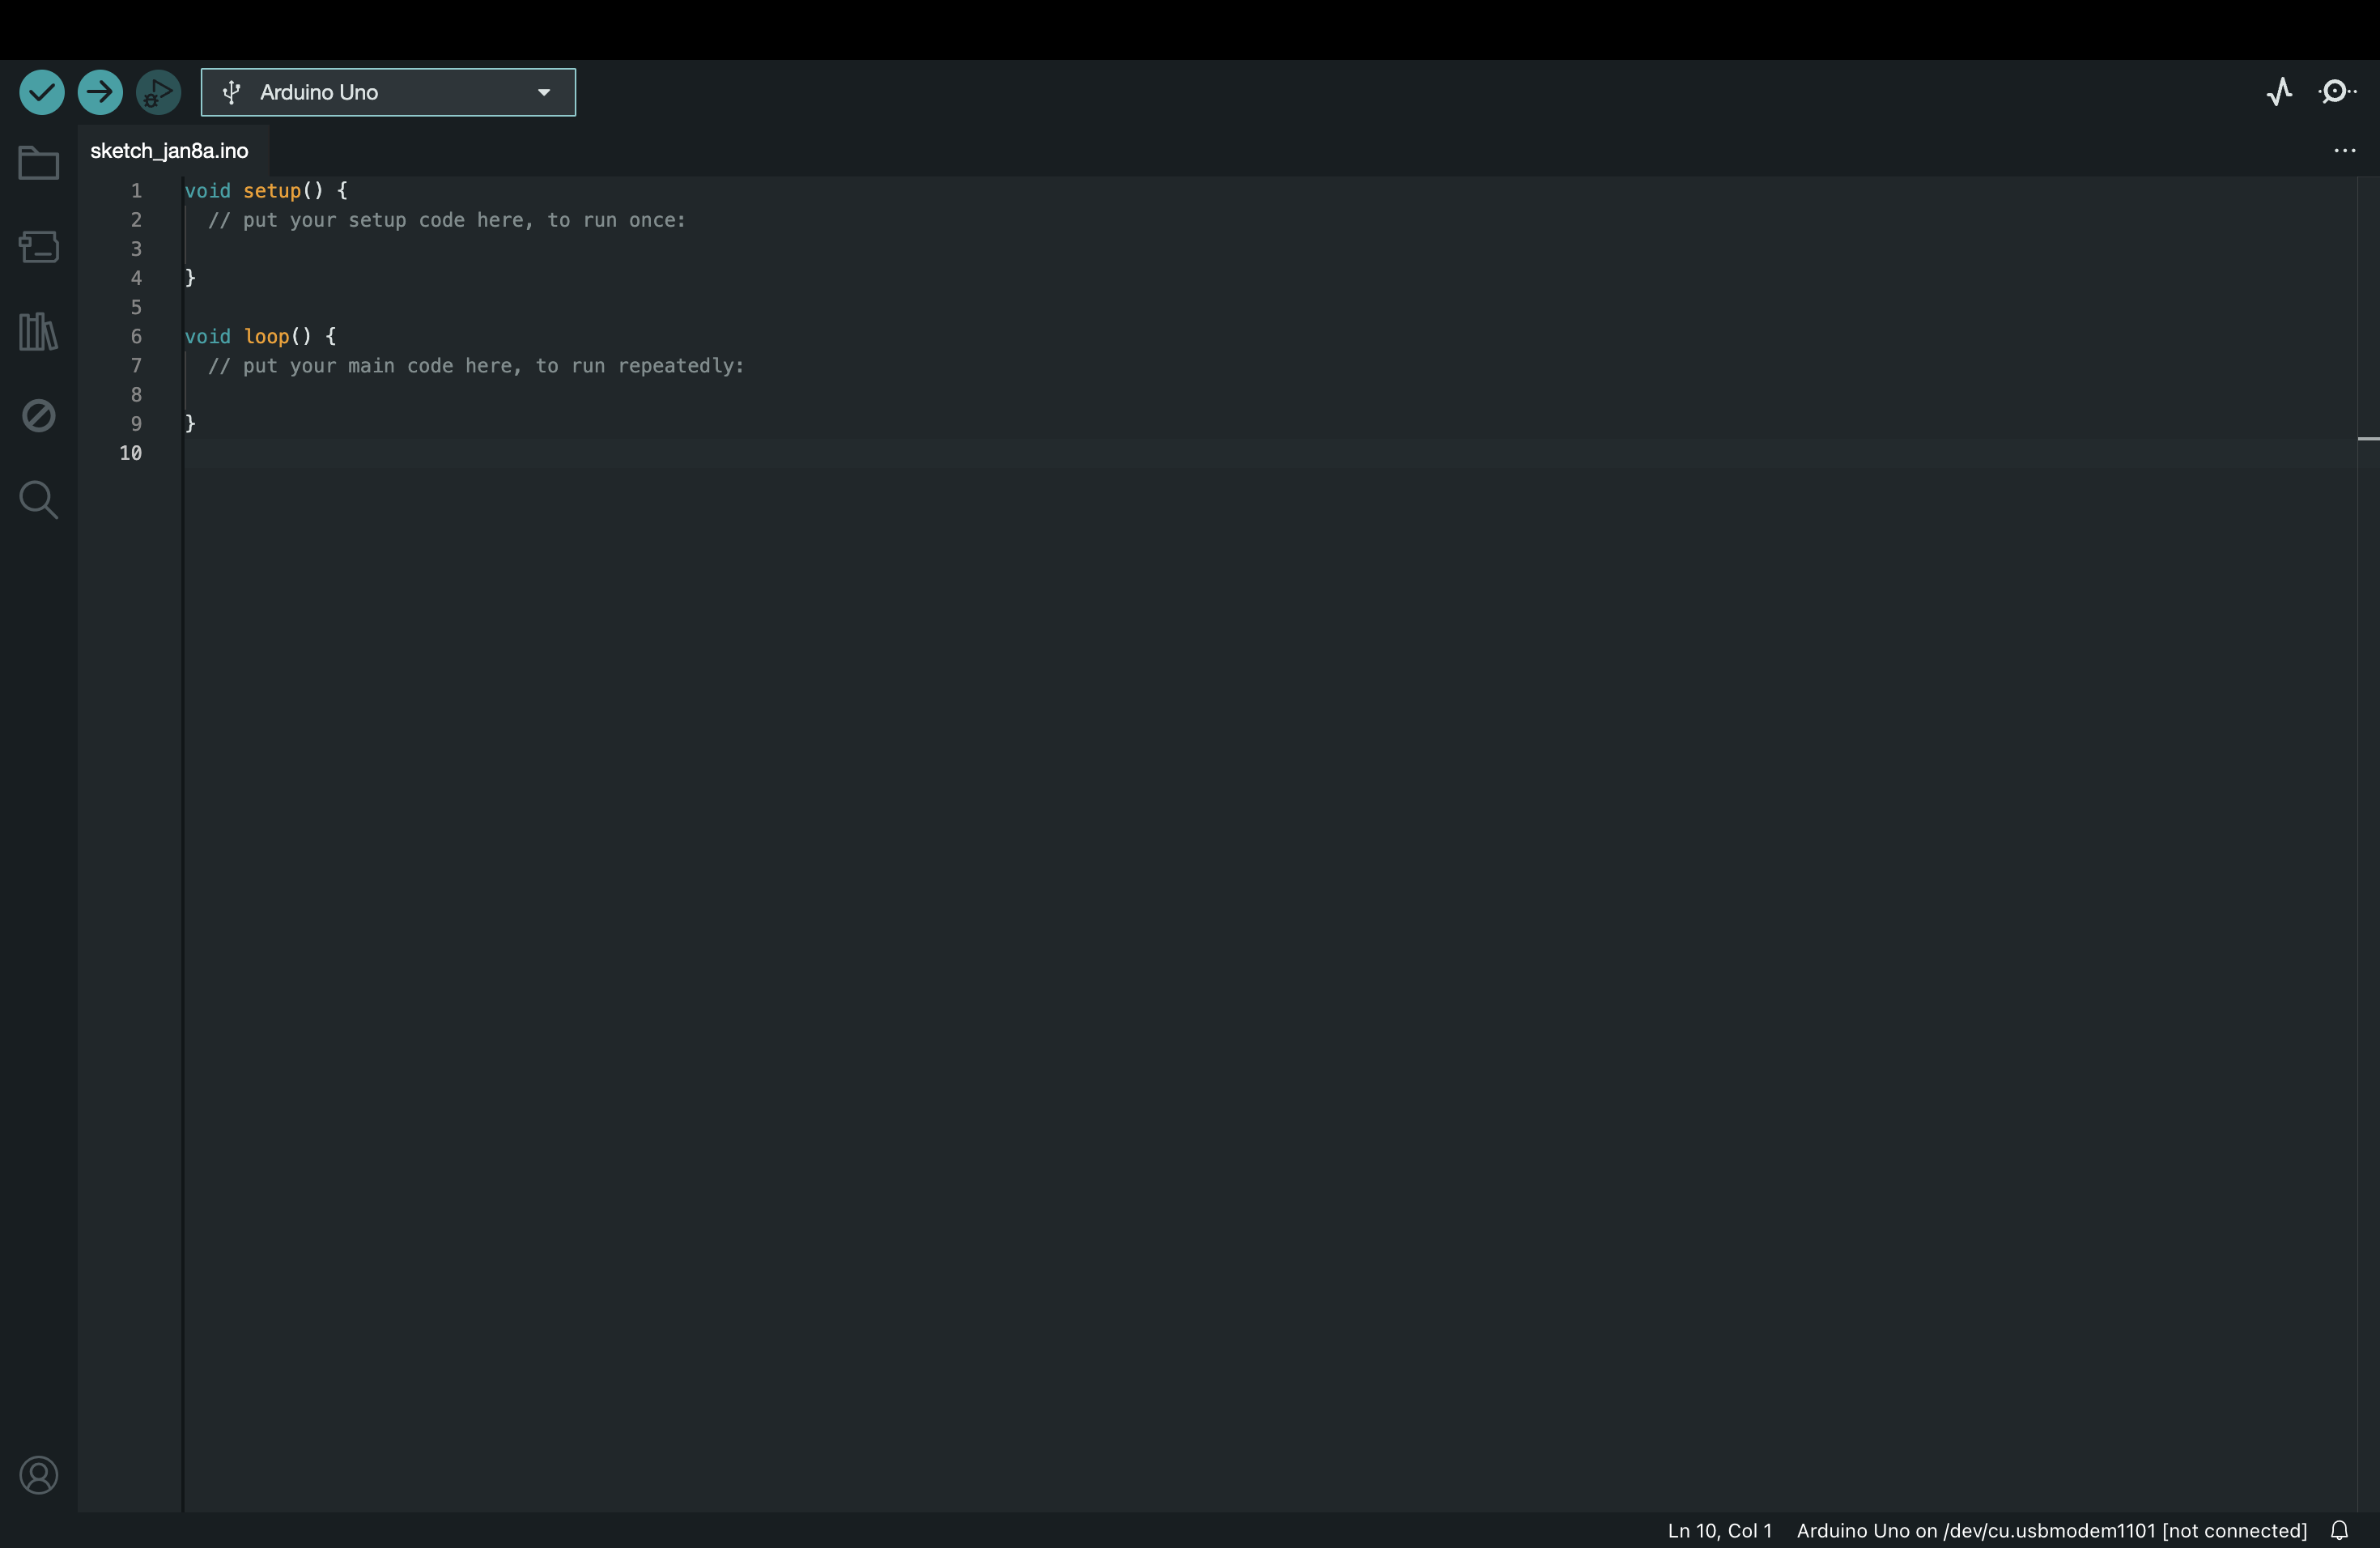 Arduino Uno
sketch_jan8a.ino
1 void setup() {
2   // put your setup code here, to run once:
3
4 }
5
6 void loop() {
7   // put your main code here, to run repeatedly:
8
9 }
10
Ln 10, Col 1 Arduino Uno on /dev/cu.usbmodem1101 [not connected]